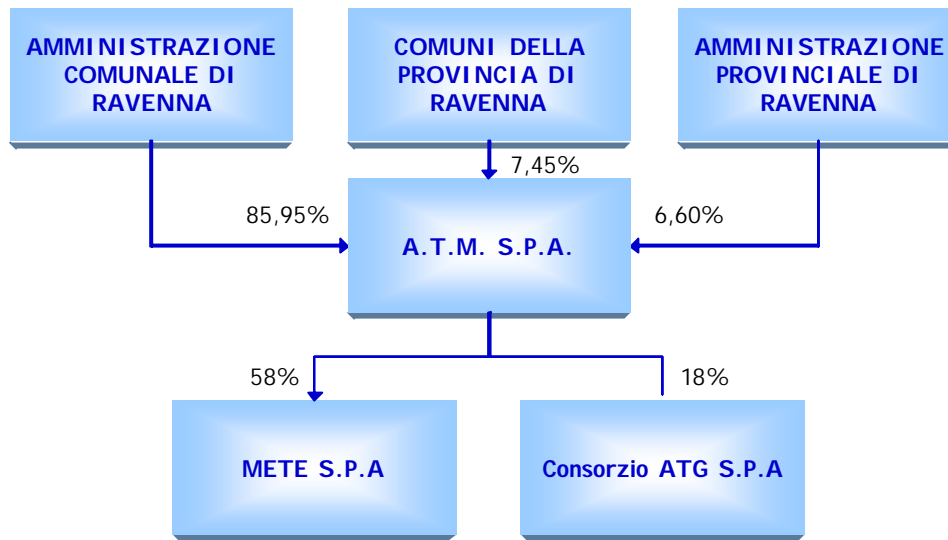 AMMINISTRAZIONE
COMUNALE DI
RAVENNA
COMUNI DELLA
PROVINCIA DI
RAVENNA
AMMINISTRAZIONE
PROVINCIALE DI
RAVENNA
7,45%
85,95%
6,60%
A.T.M. S.P.A.
58%
18%
METE S.P.A
Consorzio ATG S.P.A